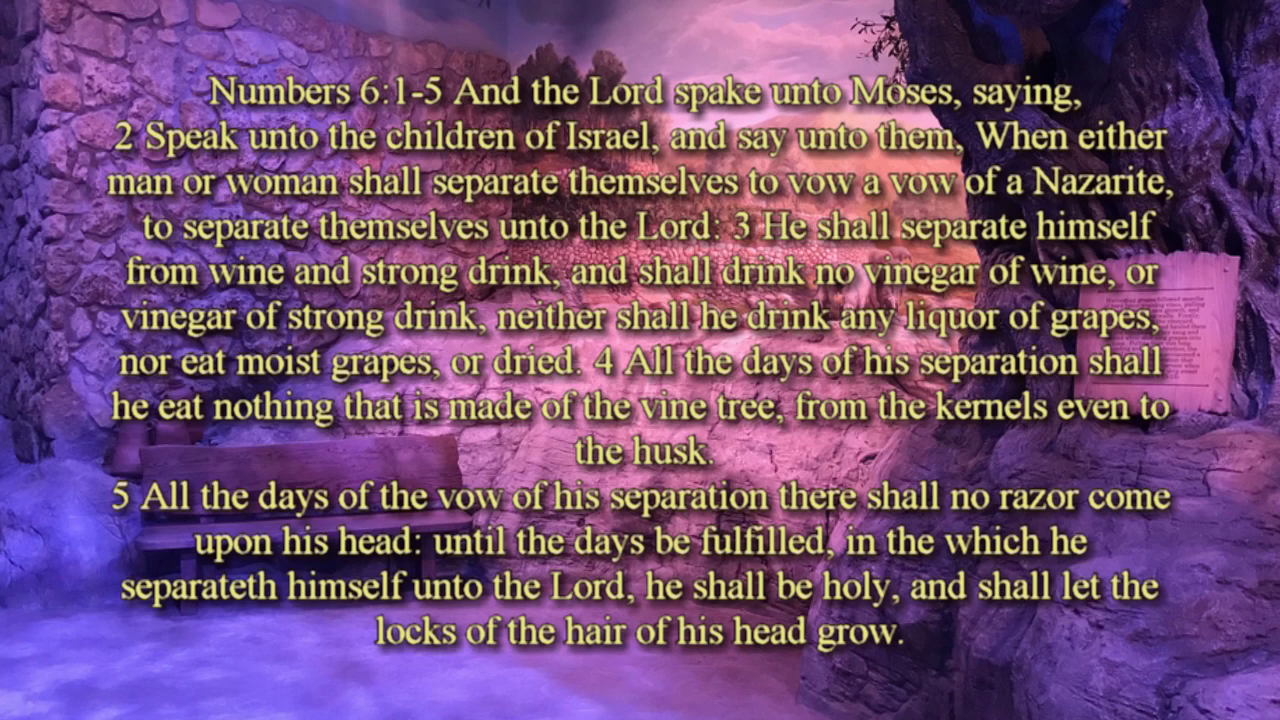 Numbers 6:1-5 And the Lord spake unto Moses, saying,
2 Speak unto the children of Israel, and say unto them, When either
man or woman shall separate themselves to vow a vow of a Nazarite,
to separate themselves unto the Lord: 3 He shall separate himself
from wine and strong drink, and shall drink no vinegar of wine, or
vinegar of strong drink, neither shall he drink any liquor of grapes,
nor eat moist grapes, or dried. 4 All the days of his separation shall
he eat nothing that is made of the vine tree, from the kernels even to
the husk.
5 All the days of the vow of his separation there shall no razor come
upon his head: until the days be fulfilled, in the which he
separateth himself unto the Lord, he shall be holy, and shall let the
locks of the hair of his head grow.